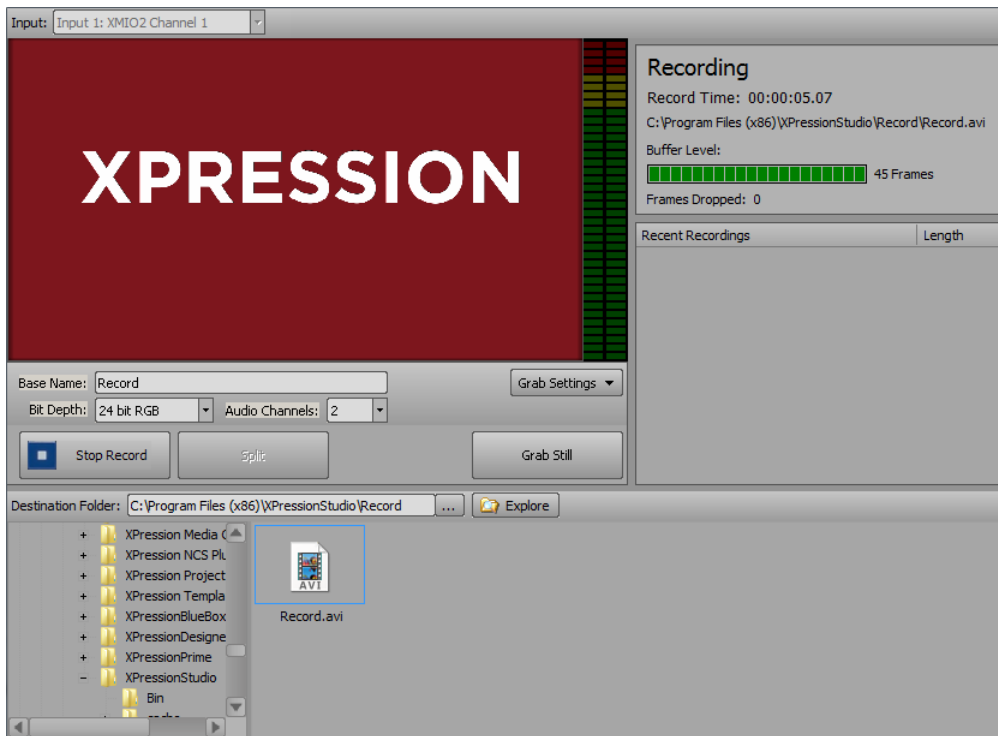 Input: Input 1: XMIO2 Channel 1
XPRESSION
Recording
Record Time: 00:00:05.07
C:\Program Files (x86)\XPressionStudio\Record\Record.avi
Buffer Level:
45 Frames
Frames Dropped: 0
Recent Recordings Length
Base Name: Record
Grab Settings
Bit Depth: 24 bit RGB Audio Channels: 2
Stop Record Split Grab Still
Destination Folder: C:\Program Files (x86)\XPressionStudio\Record ... Explore
XPression Media
XPression NCS Plu
XPression Project
XPression Templa
XPressionBlueBox
XPressionDesigne
XPressionPrime
XPressionStudio
Bin
AVI
Record.avi